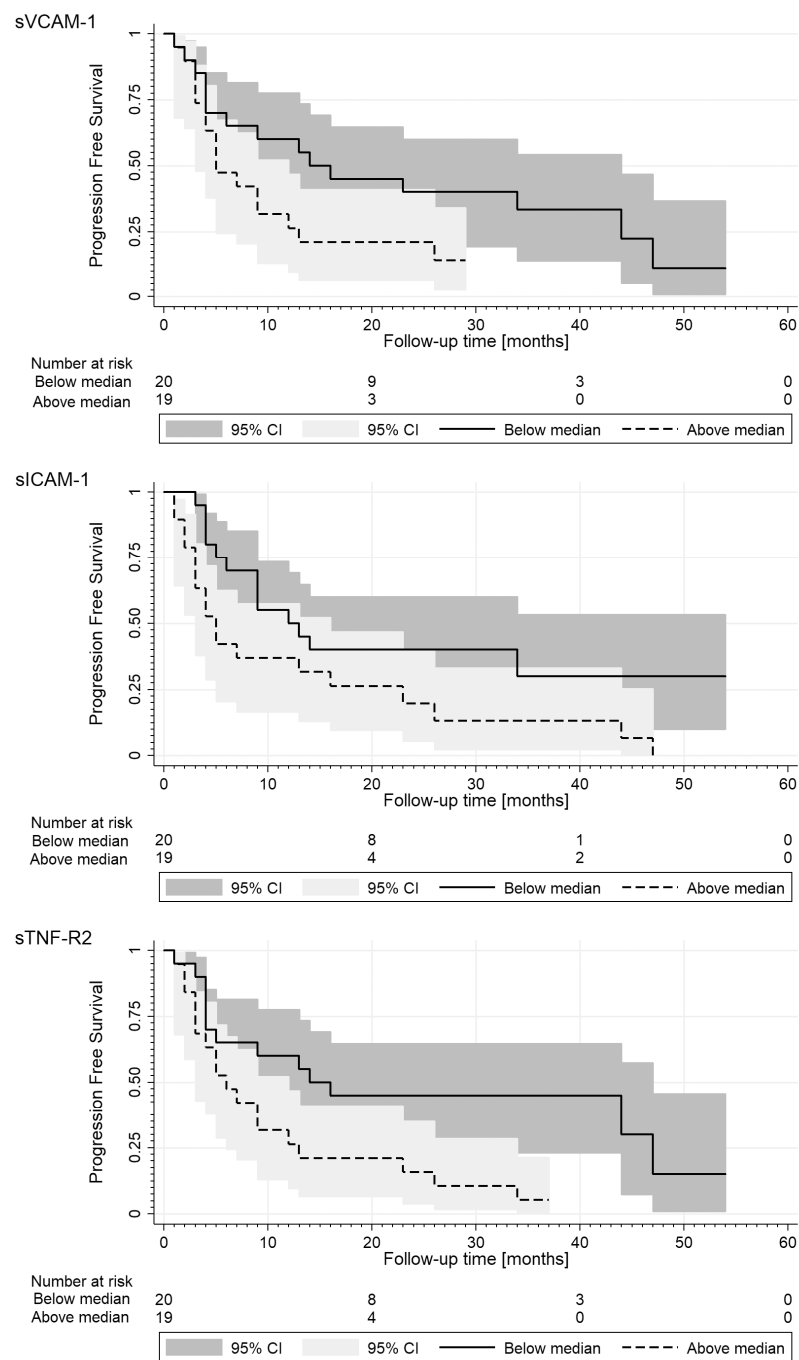 sVCAM-1
Progression Free Survival
1
0.75
0.50
0.25
0
0 10 20 30 40 50 60
Follow-up time [months]
Number at risk
Below median 20 9 3 0
Above median 19 3 0 0
95% CI 95% CI Below median Above median
sICAM-1
Progression Free Survival
1
0.75
0.50
0.25
0
0 10 20 30 40 50 60
Follow-up time [months]
Number at risk
Below median 20 8 1 0
Above median 19 4 2 0
95% CI 95% CI Below median Above median
sTNF-R2
Progression Free Survival
1
0.75
0.50
0.25
0
0 10 20 30 40 50 60
Follow-up time [months]
Number at risk
Below median 20 8 3 0
Above median 19 4 0 0
95% CI 95% CI Below median Above median